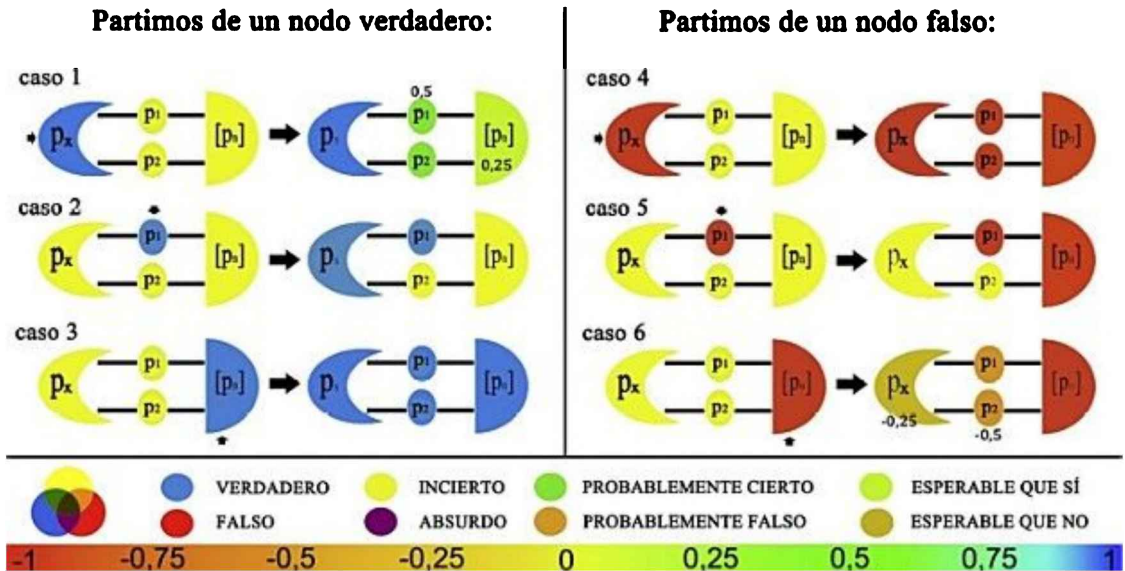 Partimos de un nodo verdadero:
caso 1
px p1 p2 [pn]
p 0,5 p1 p2 [pn] 0,25
caso 2
px p1 p2 [pn]
p p1 p2 [pn]
caso 3
px p1 p2 [p]
p p1 p2 [p]
Partimos de un nodo falso:
caso 4
px p1 p2 [pn]
px p1 p2 [p]
caso 5
px p1 p2 [pn]
px p1 p2 [p]
caso 6
px p1 p2 [p]
px -0,25 p1 p2 -0,5 [p]
VERDADERO
INCIERTO
PROBABLEMENTE CIERTO
ESPERABLE QUE SÍ
FALSO
ABSURDO
PROBABLEMENTE FALSO
ESPERABLE QUE NO
-1 -0,75 -0,5 -0,25 0 0,25 0,5 0,75 1